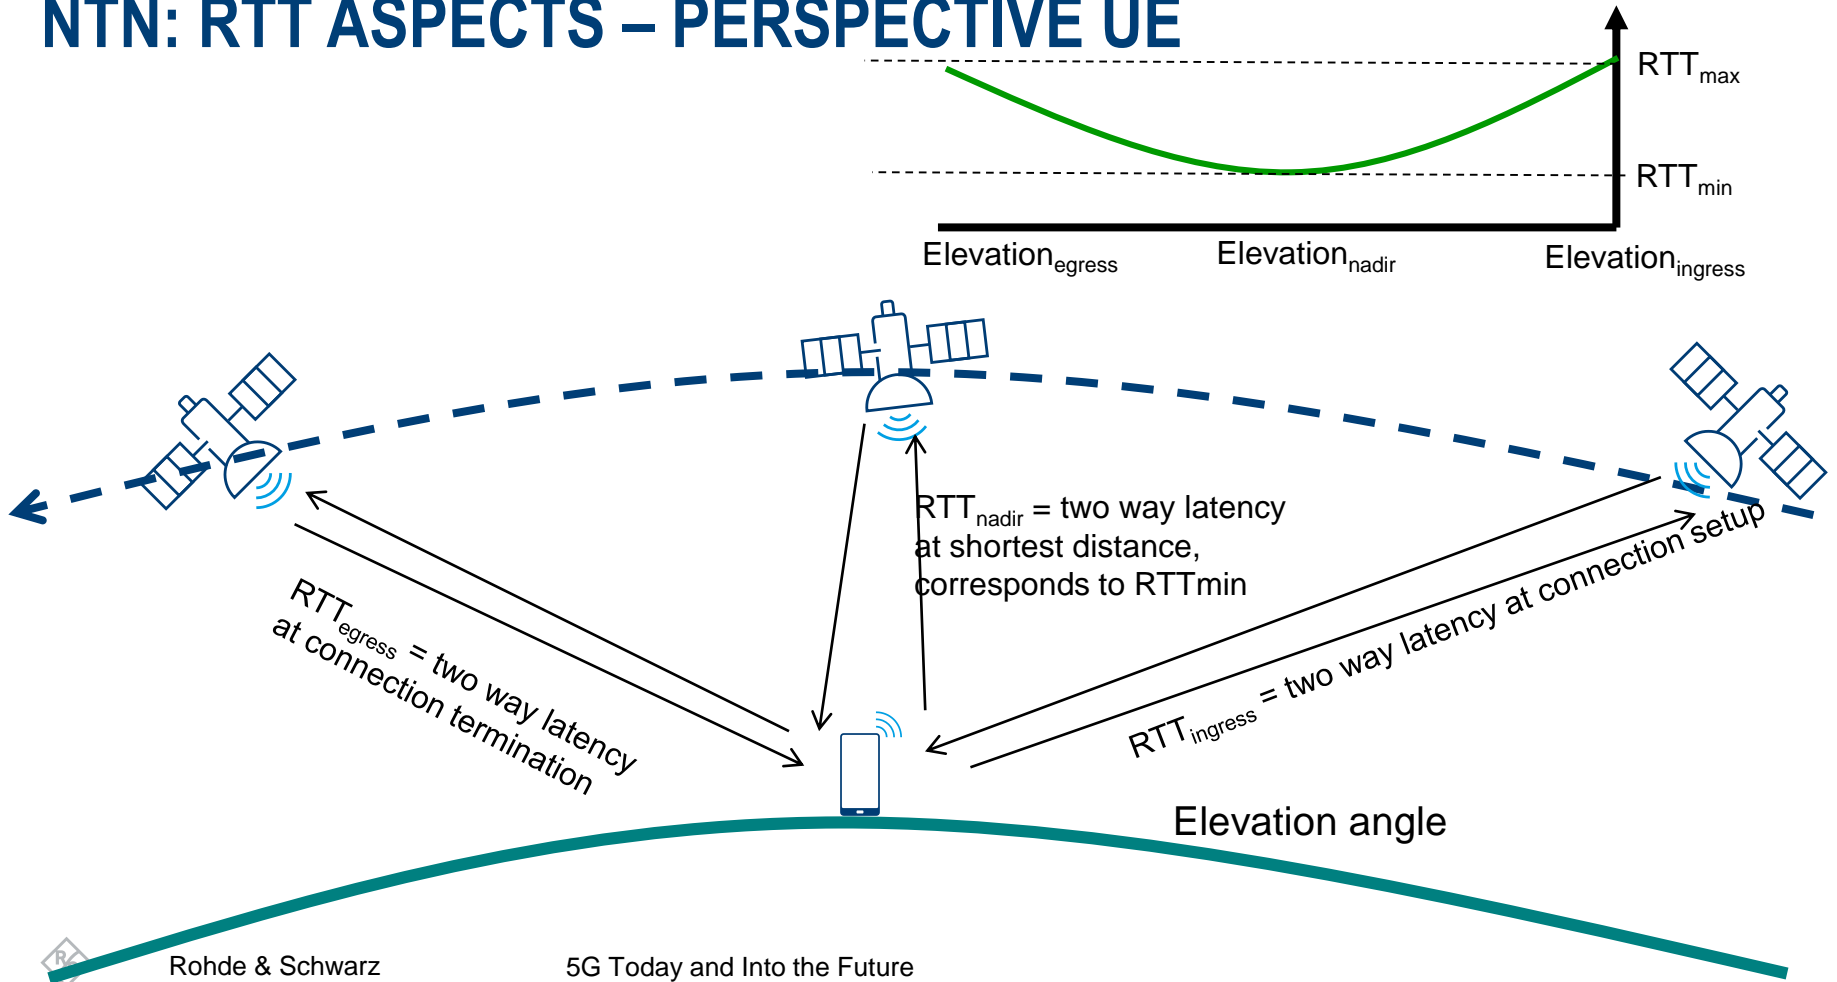 NTN: RTT ASPECTS – PERSPECTIVE UE
RTTmax
RTTmin
Elevationegress
Elevationnadir
Elevationingress
RTTnadir = two way latency
at shortest distance,
corresponds to RTTmin
RTTegress = two way latency
at connection termination
RTTingress = two way latency at connection setup
Elevation angle
Rohde & Schwarz
5G Today and Into the Future